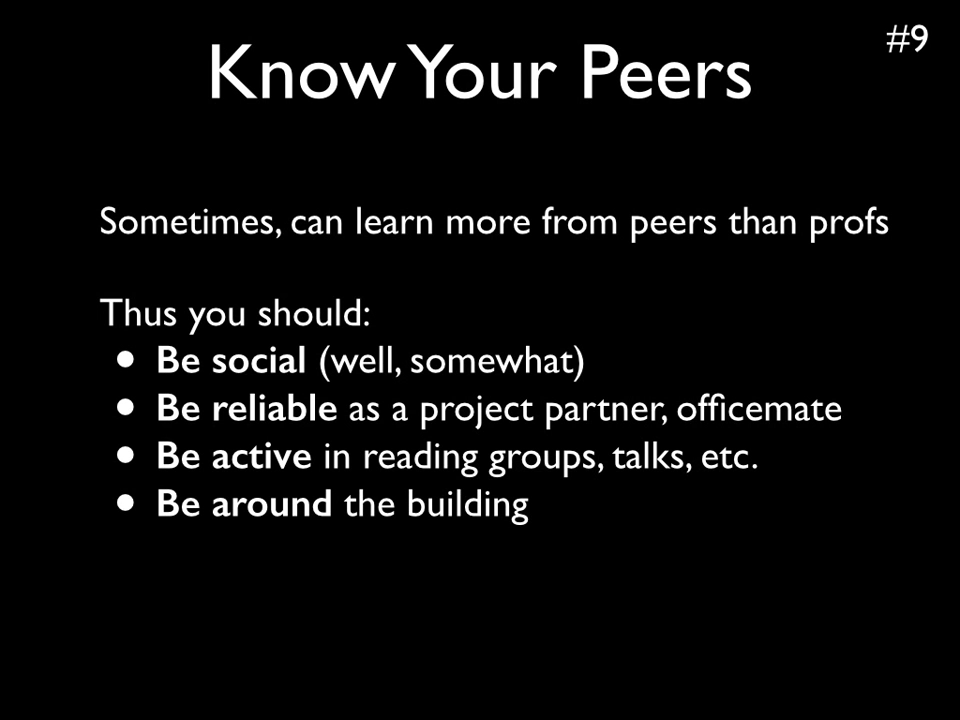 #9
Know Your Peers
Sometimes, can learn more from peers than profs
Thus you should:
• Be social (well, somewhat)
• Be reliable as a project partner, officemate
• Be active in reading groups, talks, etc.
• Be around the building